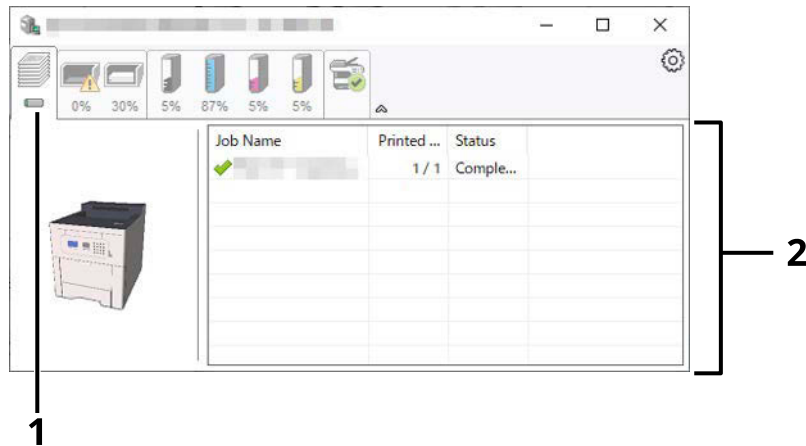 0% 30% 5% 87% 5% 5%
Job Name Printed ... Status
1 / 1 Comple...
2
1